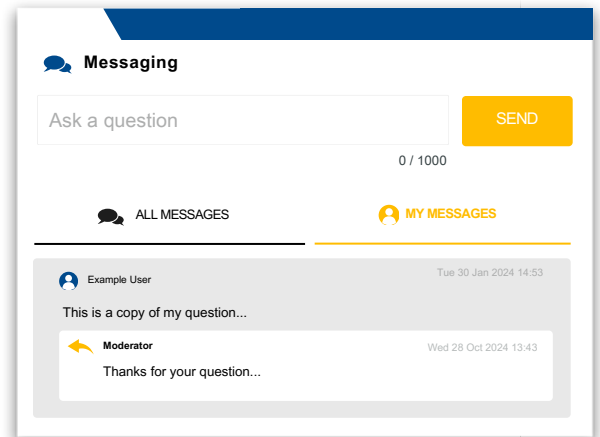 Messaging
Ask a question
SEND
0 / 1000
ALL MESSAGES
MY MESSAGES
Example User
Tue 30 Jan 2024 14:53
This is a copy of my question...
Moderator
Wed 28 Oct 2024 13:43
Thanks for your question...